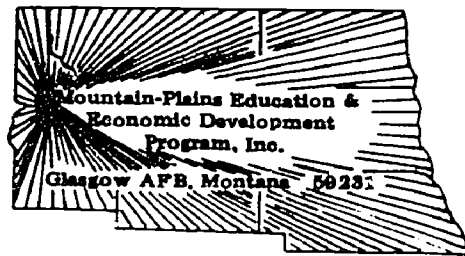 Mountain-Plains Education &
Economic Development
Program, Inc.
Glasgow AFB, Montana 59231